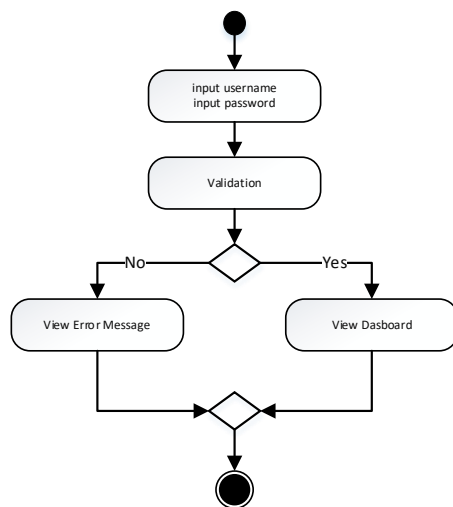 input username
input password
Validation
No
Yes
View Error Message
View Dasboard